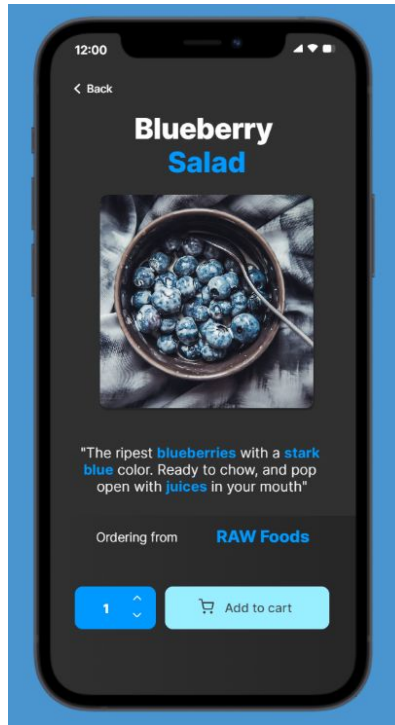 12:00
Back
Blueberry
Salad
"The ripest blueberries with a stark
blue color. Ready to chow, and pop
open with juices in your mouth"
Ordering from RAW Foods
1 Add to cart